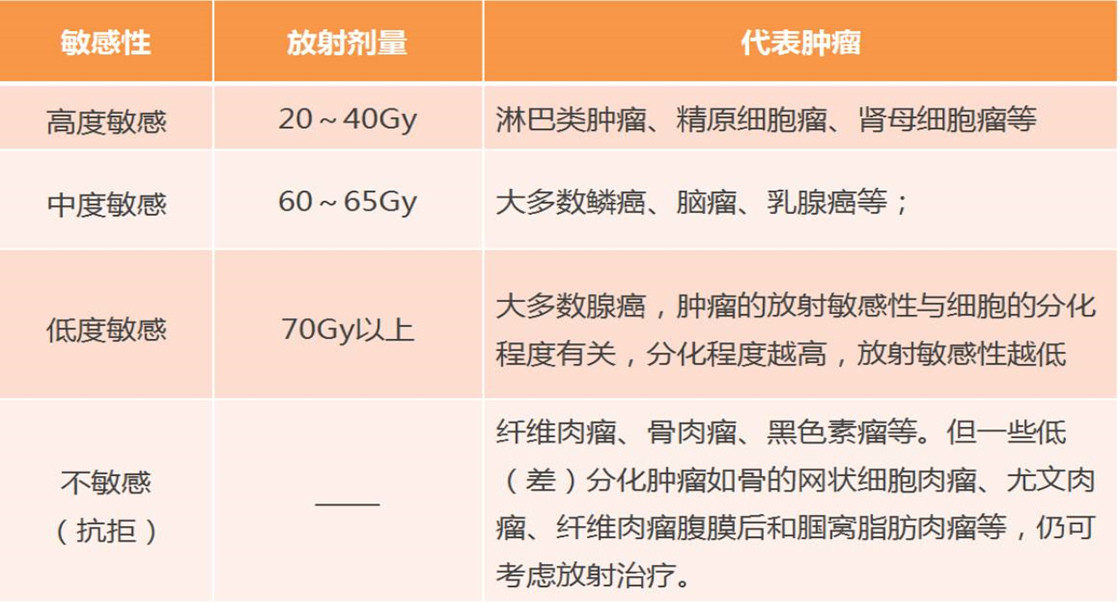 敏感性 放射剂量 代表肿瘤
高度敏感 20～40Gy 淋巴类肿瘤、精原细胞瘤、肾母细胞瘤等
中度敏感 60～65Gy 大多数鳞癌、脑瘤、乳腺癌等；
低度敏感 70Gy以上 大多数腺癌，肿瘤的放射敏感性与细胞的分化
程度有关，分化程度越高，放射敏感性越低
不敏感
（抗拒）
——
纤维肉瘤、骨肉瘤、黑色素瘤等。但一些低
（差）分化肿瘤如骨的网状细胞肉瘤、尤文肉
瘤、纤维肉瘤腹膜后和腘窝脂肪肉瘤等，仍可
考虑放射治疗。